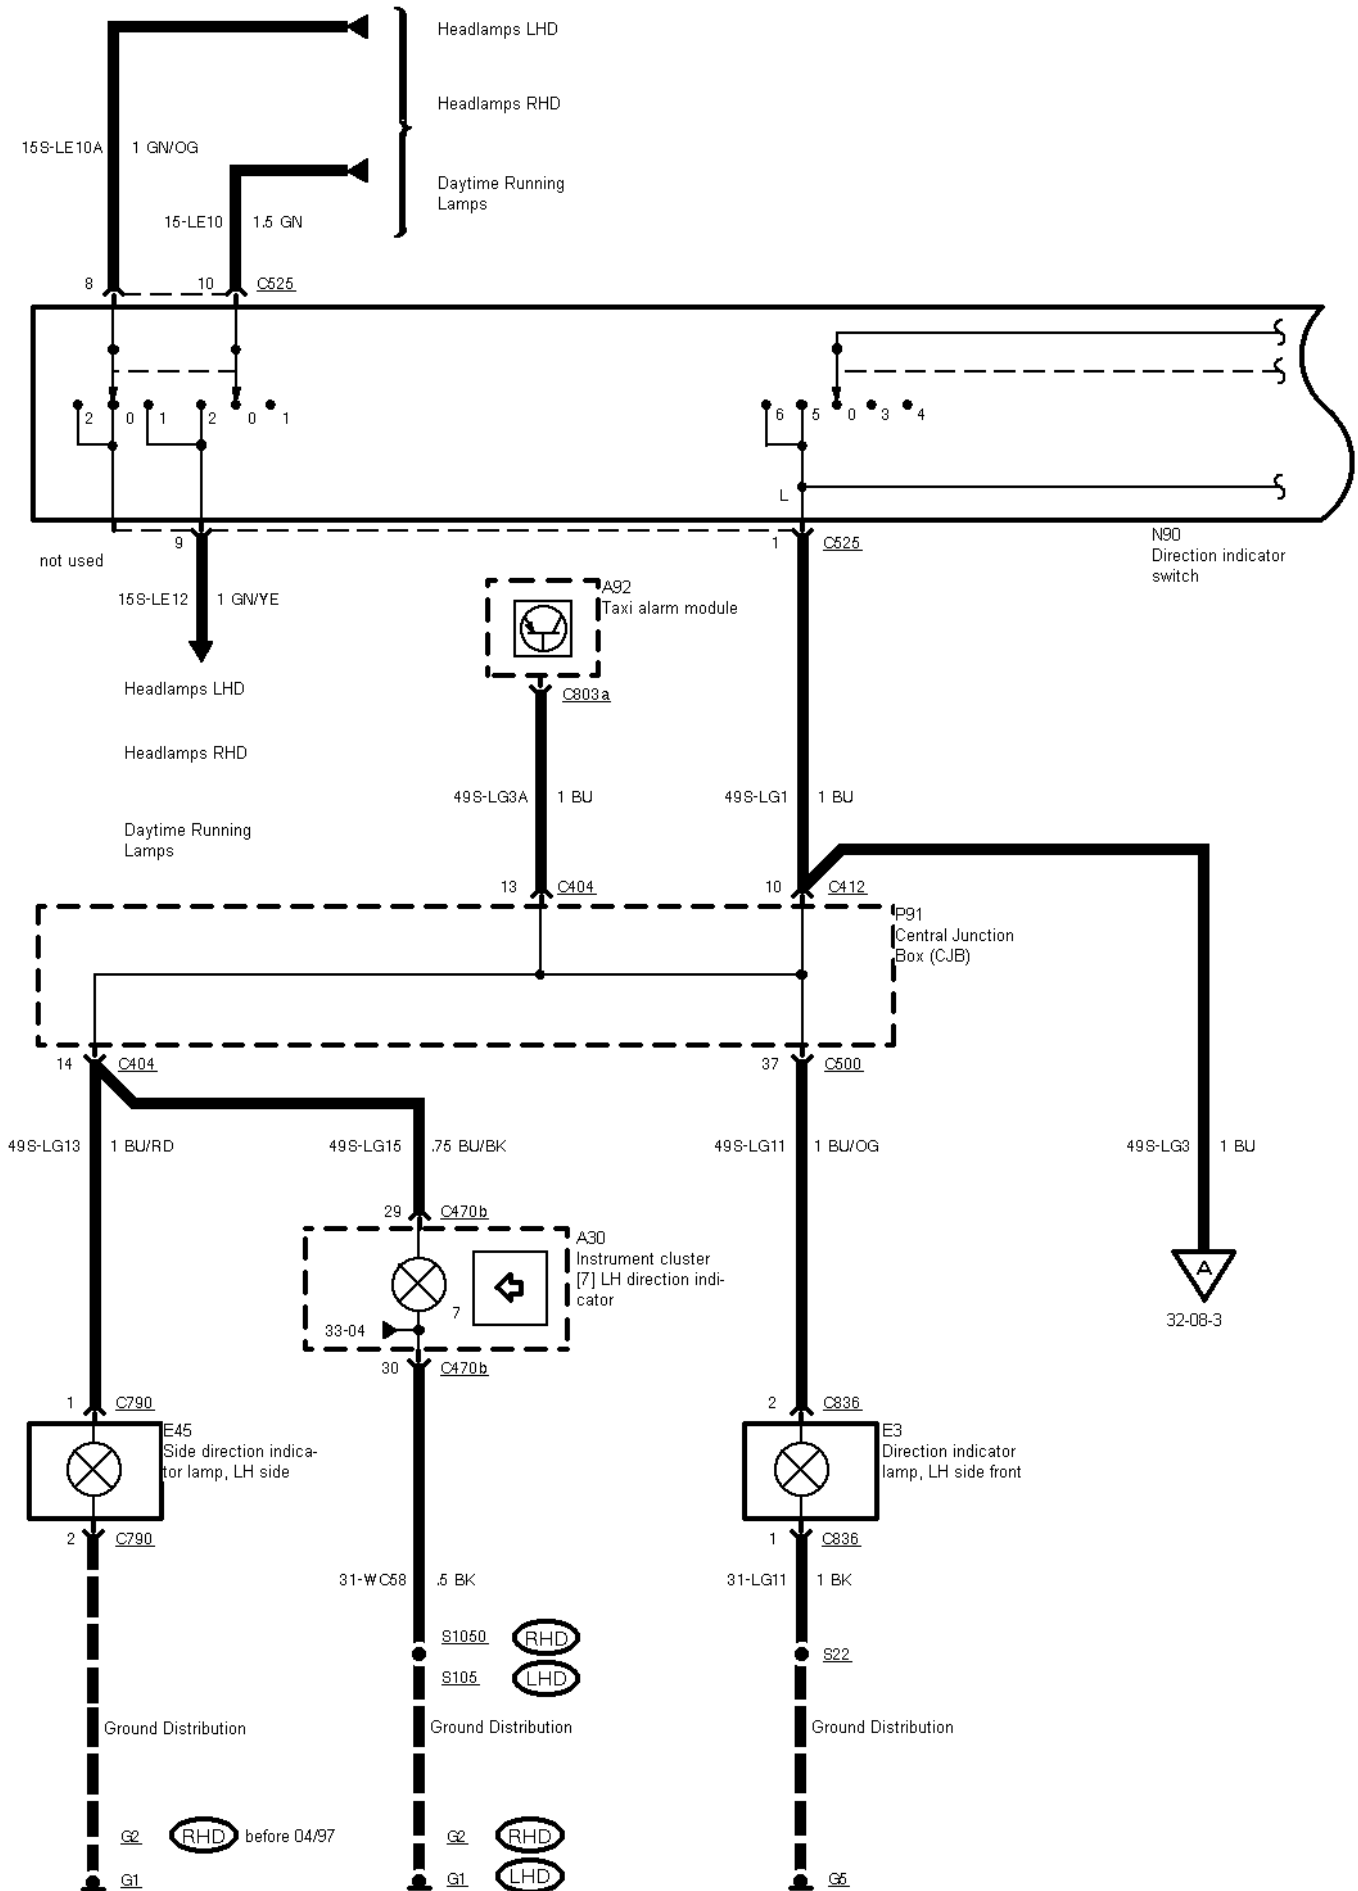 Headlamps LHD
Headlamps RHD
15S-LE10A 1 GN/OG
Daytime Running
Lamps
15-LE10 1.5 GN
8 10 C525
2 0 1 2 0 1 6 5 0 3 4
L
9 1 C525
not used
N90
Direction indicator
switch
15S-LE12 1 GN/YE
A92
Taxi alarm module
Headlamps LHD
C803a
Headlamps RHD
49S-LG3A 1 BU 49S-LG1 1 BU
Daytime Running
Lamps
13 C404 10 C412
P91
Central Junction
Box (CJB)
14 C404 37 C500
49S-LG13 1 BU/RD 49S-LG15 .75 BU/BK 49S-LG11 1 BU/OG 49S-LG3 1 BU
29 C470b
A30
Instrument cluster
[7] LH direction indi-
cator
7
33-04
A
32-08-3
30 C470b
1 C790 2 C836
E45
Side direction indica-
tor lamp, LH side
E3
Direction indicator
lamp, LH side front
2 C790 1 C836
31-WC58 .5 BK 31-LG11 1 BK
S1050 RHD
S22
S105 LHD
Ground Distribution Ground Distribution Ground Distribution
G2 RHD before 04/97 G2 RHD
G1 G1 LHD G5